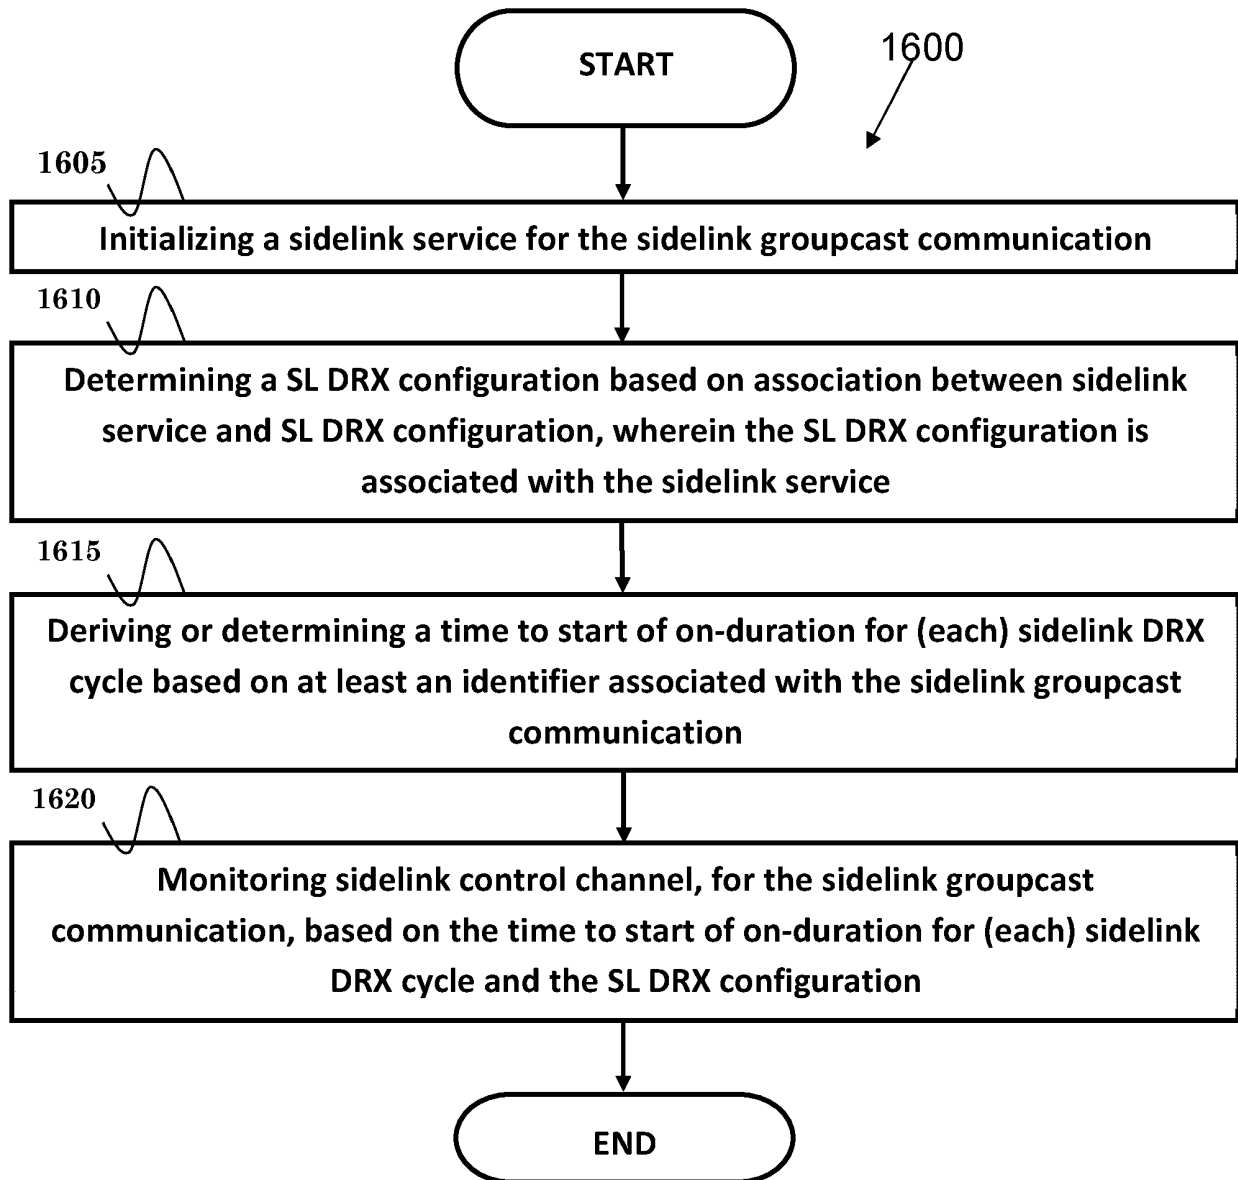 START
1600
1605
Initializing a sidelink service for the sidelink groupcast communication
1610
Determining a SL DRX configuration based on association between sidelink
service and SL DRX configuration, wherein the SL DRX configuration is
associated with the sidelink service
1615
Deriving or determining a time to start of on-duration for (each) sidelink DRX
cycle based on at least an identifier associated with the sidelink groupcast
communication
1620
Monitoring sidelink control channel, for the sidelink groupcast
communication, based on the time to start of on-duration for (each) sidelink
DRX cycle and the SL DRX configuration
END